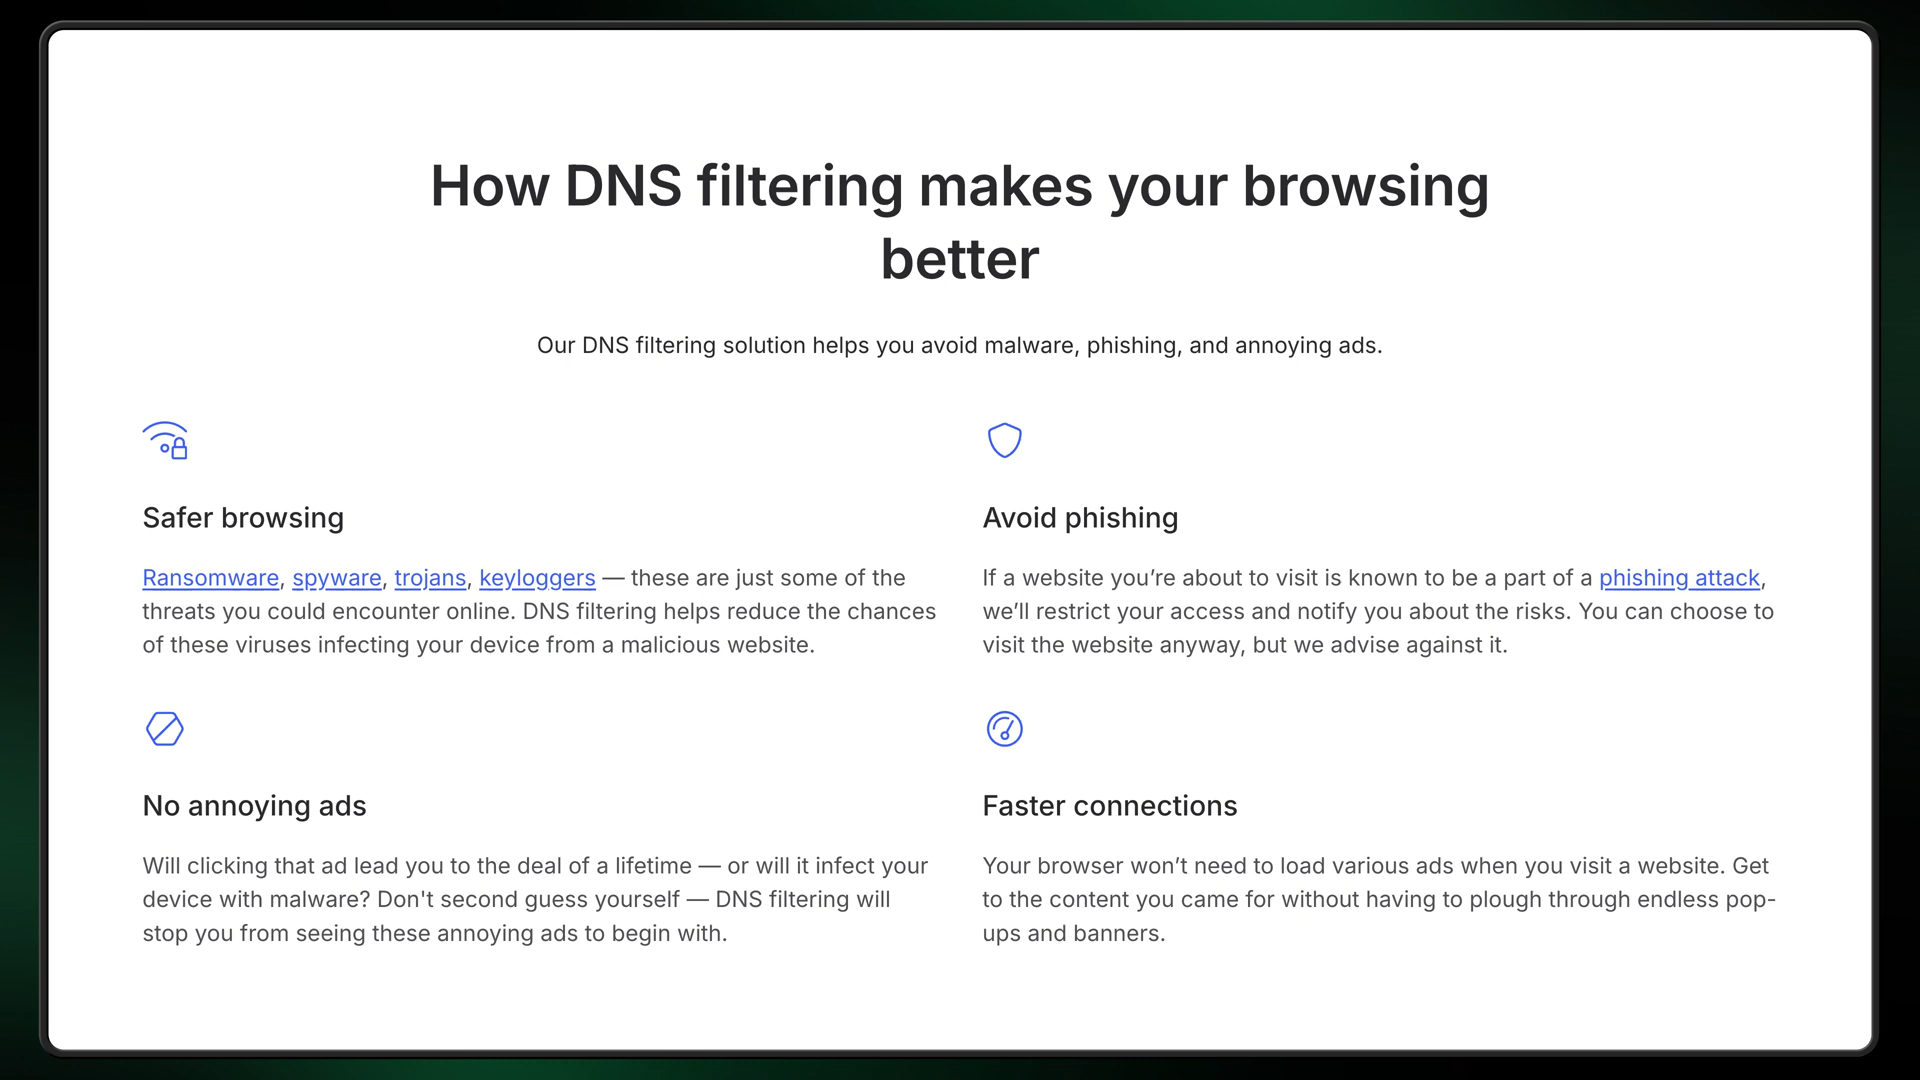 How DNS filtering makes your browsing
better
Our DNS filtering solution helps you avoid malware, phishing, and annoying ads.
Safer browsing
Ransomware, spyware, trojans, keyloggers — these are just some of the
threats you could encounter online. DNS filtering helps reduce the chances
of these viruses infecting your device from a malicious website.
Avoid phishing
If a website you’re about to visit is known to be a part of a phishing attack,
we’ll restrict your access and notify you about the risks. You can choose to
visit the website anyway, but we advise against it.
No annoying ads
Will clicking that ad lead you to the deal of a lifetime — or will it infect your
device with malware? Don't second guess yourself — DNS filtering will
stop you from seeing these annoying ads to begin with.
Faster connections
Your browser won’t need to load various ads when you visit a website. Get
to the content you came for without having to plough through endless pop-
ups and banners.